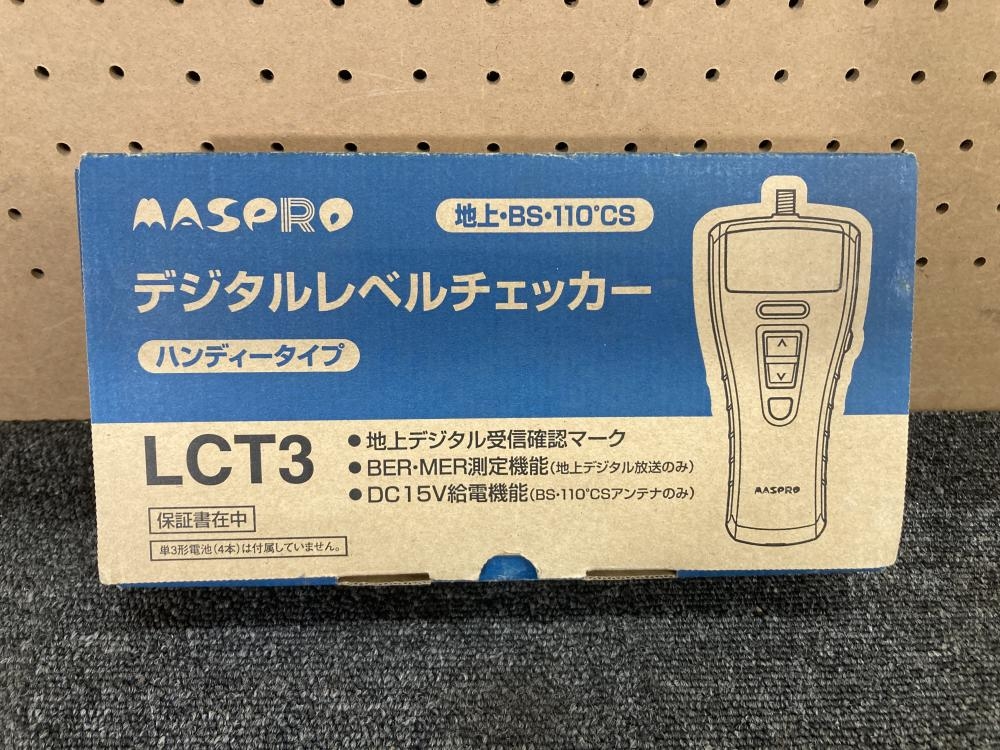 MASPRO
地上・BS・110°CS
デジタルレベルチェッカー
ハンディータイプ
LCT3
●地上デジタル受信確認マーク
●BER・MER測定機能(地上デジタル放送のみ)
●DC15V給電機能(BS・110°CSアンテナのみ)
保証書在中
単3形電池(4本)は付属していません。
MASPRO